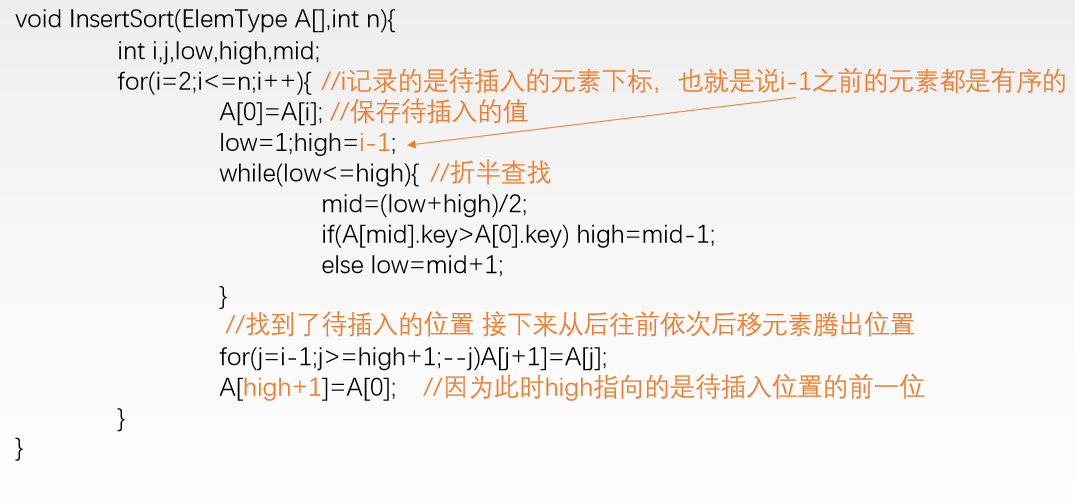 void InsertSort(ElemType A[],int n){
int i,j,low,high,mid;
for(i=2;i<=n;i++){ //i记录的是待插入的元素下标，也就是说i-1之前的元素都是有序的
A[0]=A[i]; //保存待插入的值
low=1;high=i-1;
while(low<=high){ //折半查找
mid=(low+high)/2;
if(A[mid].key>A[0].key) high=mid-1;
else low=mid+1;
}
//找到了待插入的位置 接下来从后往前依次后移元素腾出位置
for(j=i-1;j>=high+1;--j)A[j+1]=A[j];
A[high+1]=A[0]; //因为此时high指向的是待插入位置的前一位
}
}